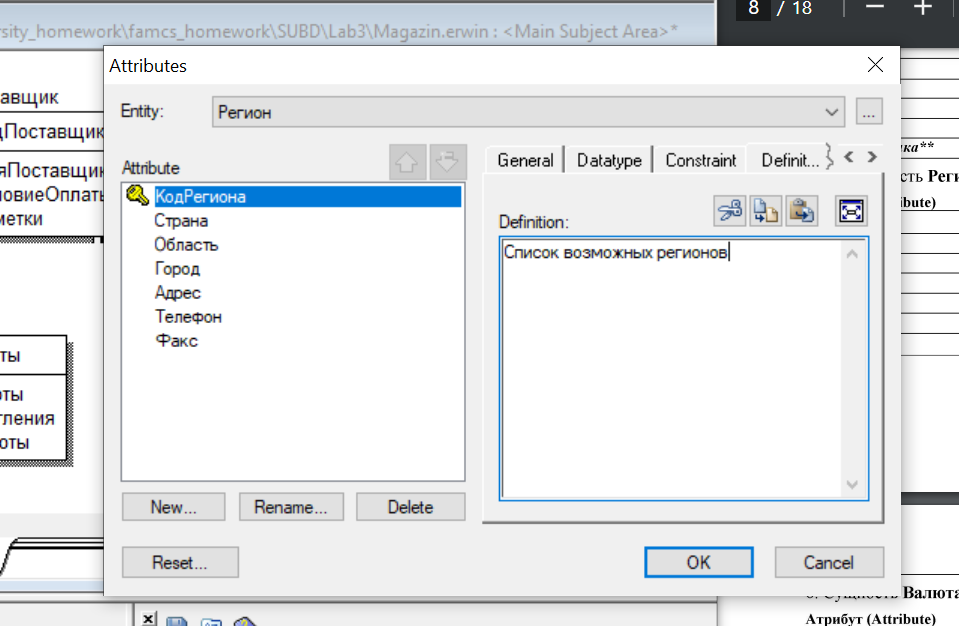 8 / 18
rsity_homework\famcs_homework\SUBD\Lab3\Magazin.erwin : <Main Subject Area>*
Attributes
Entity:
Регион
...
Attribute
КодРегиона
Страна
Область
Город
Адрес
Телефон
Факс
General
Datatype
Constraint
Definit...
Definition:
Список возможных регионов
New...
Rename...
Delete
Reset...
OK
Cancel
авщик
дПоставщик
яПоставщик
ловиеОплаты
метки
ты
оты
тления
оты
ка**
сть Реги
ibute)
Сущность Валюта
Атрибут (Attribute)